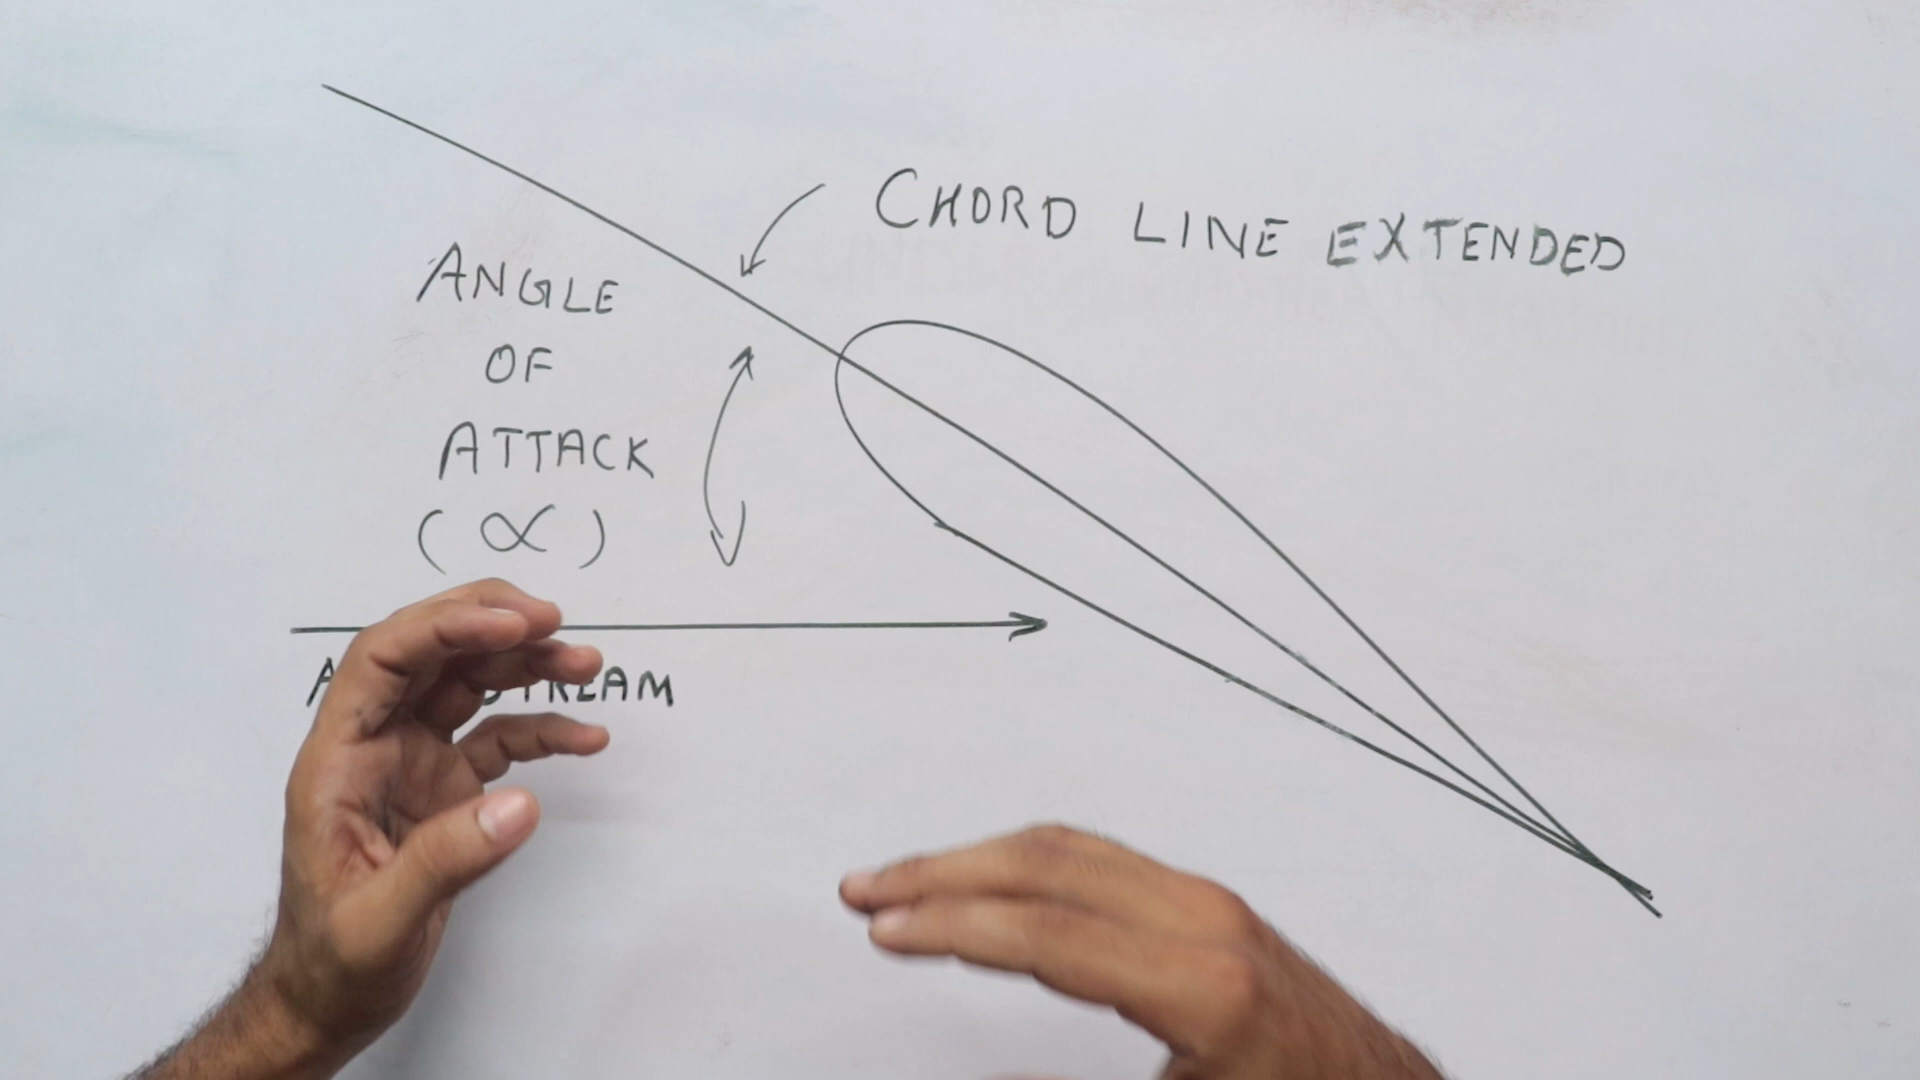 CHORD LINE EXTENDED
ANGLE
OF
ATTACK
(α)